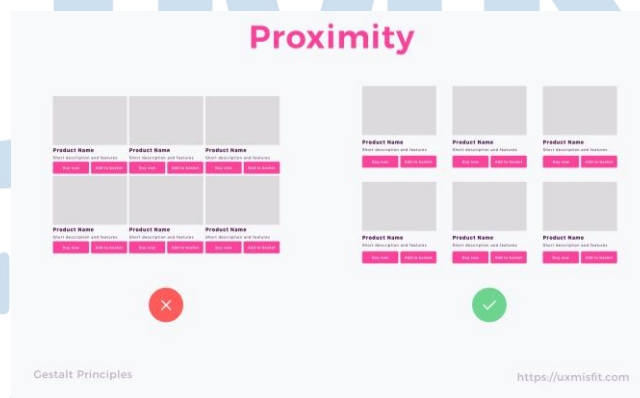 Proximity
Product Name Product Name Product Name
Short description and features Short description and features Short description and features
Buy now Add to basket Buy now Add to basket Buy now Add to basket
Product Name Product Name Product Name
Short description and features Short description and features Short description and features
Buy now Add to basket Buy now Add to basket Buy now Add to basket
Product Name Product Name Product Name
Short description and features Short description and features Short description and features
Buy now Add to basket Buy now Add to basket Buy now Add to basket
Product Name Product Name Product Name
Short description and features Short description and features Short description and features
Buy now Add to basket Buy now Add to basket Buy now Add to basket
Gestalt Principles
https://uxmisfit.com